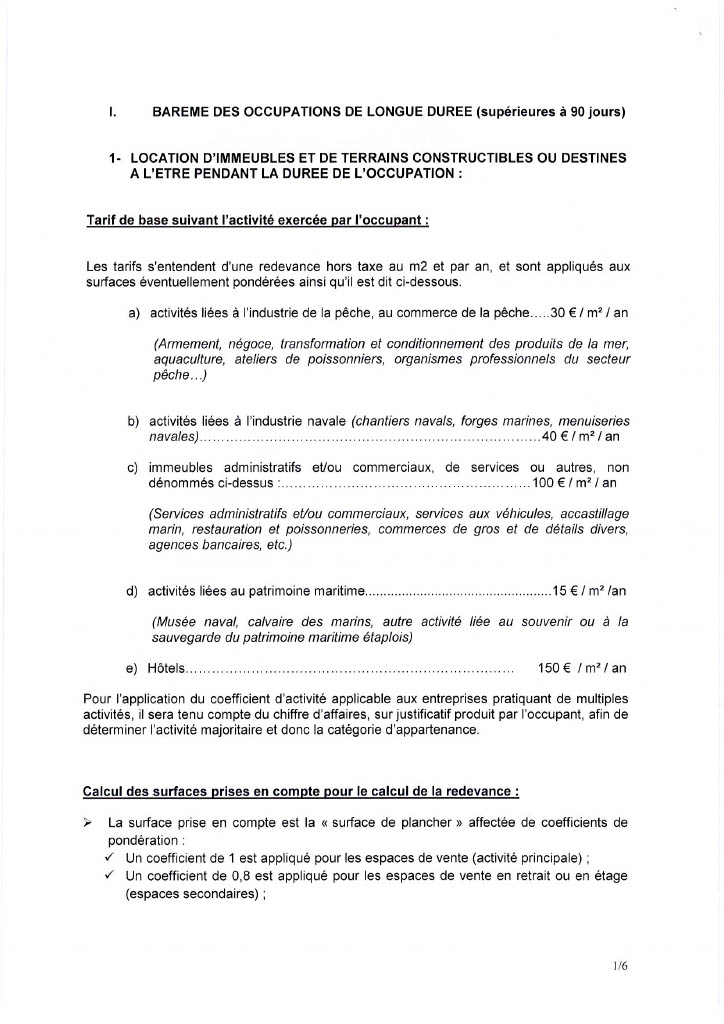 I. BAREME DES OCCUPATIONS DE LONGUE DUREE (supérieures à 90 jours)
1- LOCATION D'IMMEUBLES ET DE TERRAINS CONSTRUCTIBLES OU DESTINES
A L'ETRE PENDANT LA DUREE DE L'OCCUPATION :
Tarif de base suivant l'activité exercée par l'occupant :
Les tarifs s'entendent d'une redevance hors taxe au m2 et par an, et sont appliqués aux
surfaces éventuellement pondérées ainsi qu'il est dit ci-dessous.
a) activités liées à l'industrie de la pêche, au commerce de la pêche.....30 € / m² / an
(Armement, négoce, transformation et conditionnement des produits de la mer,
aquaculture, ateliers de poissonniers, organismes professionnels du secteur
pêche...)
b) activités liées à l'industrie navale (chantiers navals, forges marines, menuiseries
navales)..............................................................................40 € / m² / an
c) immeubles administratifs et/ou commerciaux, de services ou autres, non
dénommés ci-dessus :.........................................................100 € / m² / an
(Services administratifs et/ou commerciaux, services aux véhicules, accastillage
marin, restauration et poissonneries, commerces de gros et de détails divers,
agences bancaires, etc.)
d) activités liées au patrimoine maritime...................................................15 € / m² /an
(Musée naval, calvaire des marins, autre activité liée au souvenir ou à la
sauvegarde du patrimoine maritime étaplois)
e) Hôtels........................................................................... 150 € / m² / an
Pour l'application du coefficient d'activité applicable aux entreprises pratiquant de multiples
activités, il sera tenu compte du chiffre d'affaires, sur justificatif produit par l'occupant, afin de
déterminer l'activité majoritaire et donc la catégorie d'appartenance.
Calcul des surfaces prises en compte pour le calcul de la redevance :
➢ La surface prise en compte est la « surface de plancher » affectée de coefficients de
pondération :
✓ Un coefficient de 1 est appliqué pour les espaces de vente (activité principale) ;
✓ Un coefficient de 0,8 est appliqué pour les espaces de vente en retrait ou en étage
(espaces secondaires) ;
1/6